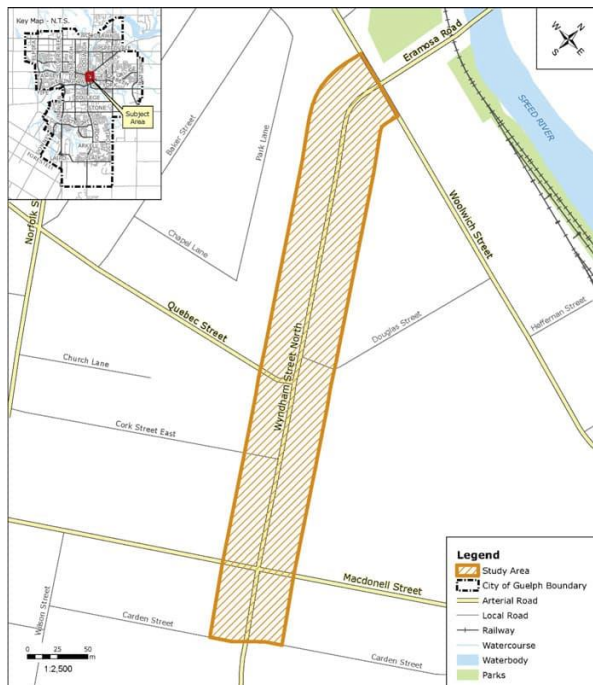 Key Map - N.T.S.
Subject
Area
Eramosa Road
SPEED RIVER
Baker Street
Park Lane
Norfolk S
Woolwich Street
Chapel Lane
Quebec Street
Douglas Street
Heffernan Street
Wyndham Street North
Church Lane
Cork Street East
Macdonell Street
Wilson Street
Carden Street
Carden Street
0
25
50
m
1:2,500
Legend
Study Area
City of Guelph Boundary
Arterial Road
Local Road
Railway
Watercourse
Waterbody
Parks